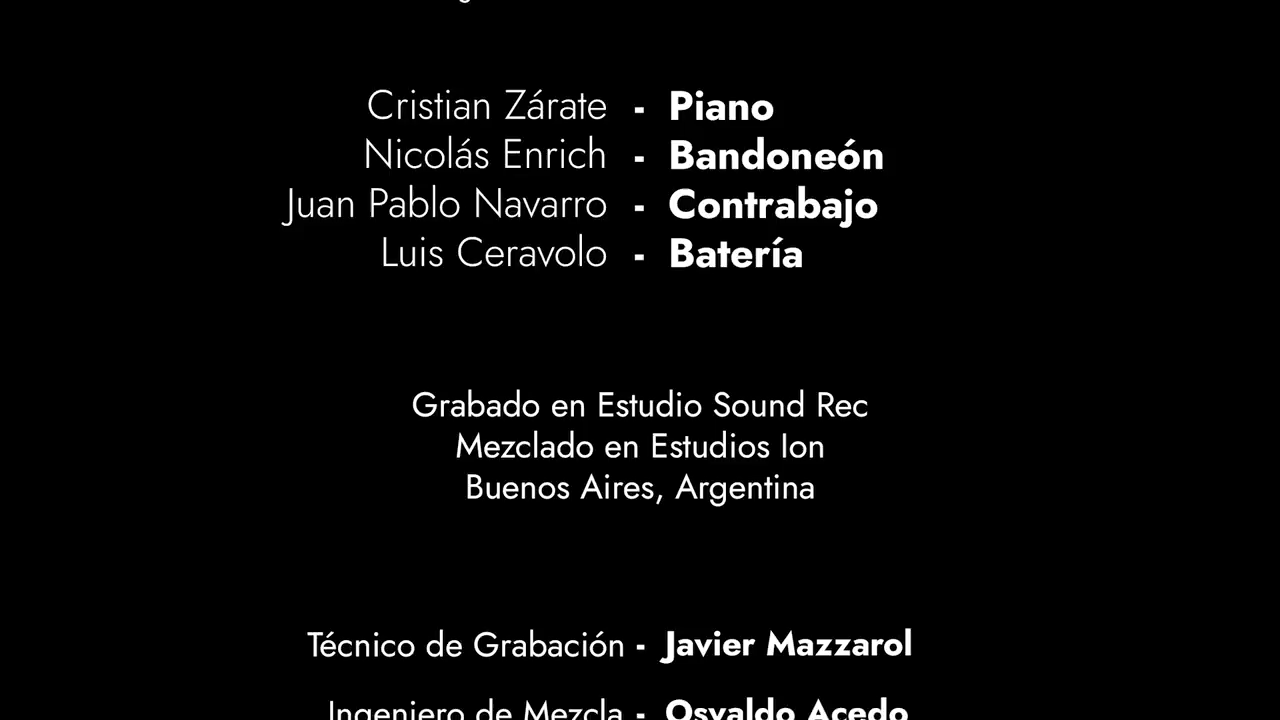 Cristian Zárate - Piano
Nicolás Enrich - Bandoneón
Juan Pablo Navarro - Contrabajo
Luis Ceravolo - Batería
Grabado en Estudio Sound Rec
Mezclado en Estudios Ion
Buenos Aires, Argentina
Técnico de Grabación - Javier Mazzarol
Ingeniero de Mezcla - Osvaldo Acedo